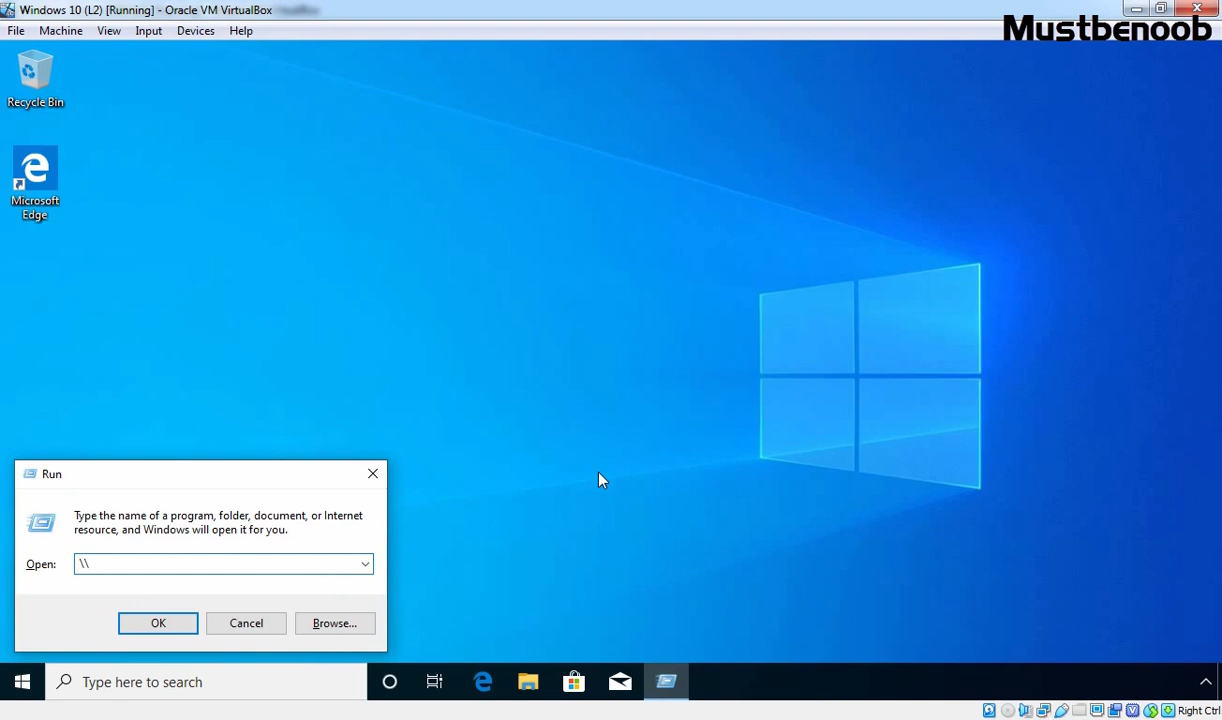 Windows 10 (L2) [Running] - Oracle VM VirtualBox
File Machine View Input Devices Help
Mustbenoob
Recycle Bin
Microsoft
Edge
Run
Type the name of a program, folder, document, or Internet
resource, and Windows will open it for you.
Open: \\
OK Cancel Browse...
Type here to search
Right Ctrl